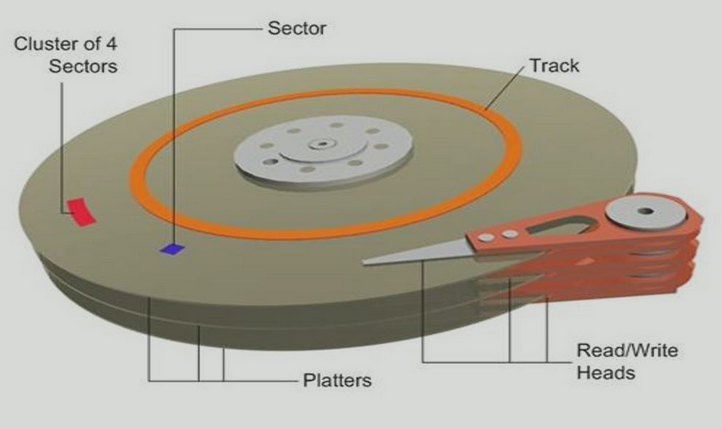 Cluster of 4
Sectors
Sector
Track
Read/Write
Heads
Platters